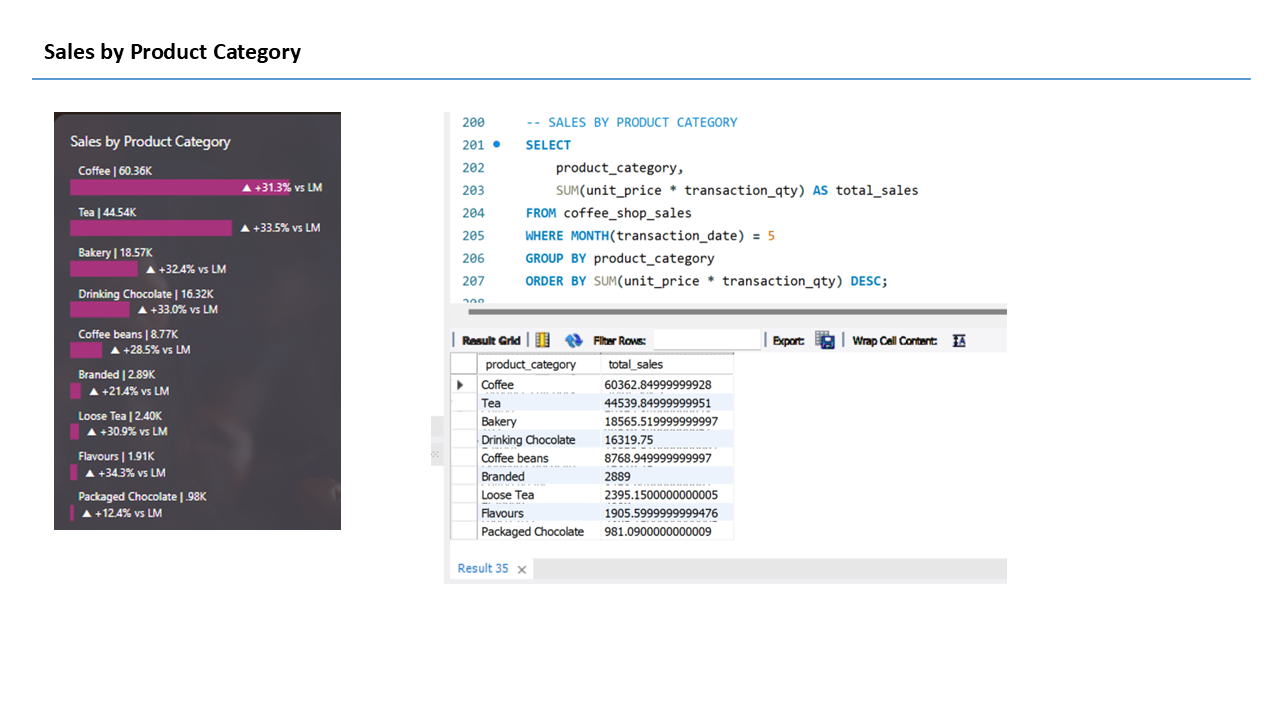 Sales by Product Category
Sales by Product Category
Coffee | 60.36K
▲ +31.3% vs LM
Tea | 44.54K
▲ +33.5% vs LM
Bakery | 18.57K
▲ +32.4% vs LM
Drinking Chocolate | 16.32K
▲ +33.0% vs LM
Coffee beans | 8.77K
▲ +28.5% vs LM
Branded | 2.89K
▲ +21.4% vs LM
Loose Tea | 2.40K
▲ +30.9% vs LM
Flavours | 1.91K
▲ +34.3% vs LM
Packaged Chocolate | .98K
▲ +12.4% vs LM
200 -- SALES BY PRODUCT CATEGORY
201 SELECT
202 product_category,
203 SUM(unit_price * transaction_qty) AS total_sales
204 FROM coffee_shop_sales
205 WHERE MONTH(transaction_date) = 5
206 GROUP BY product_category
207 ORDER BY SUM(unit_price * transaction_qty) DESC;
Result Grid Filter Rows: Export: Wrap Cell Content:
product_category total_sales
Coffee 60362.84999999928
Tea 44539.84999999951
Bakery 18565.519999999997
Drinking Chocolate 16319.75
Coffee beans 8768.949999999997
Branded 2889
Loose Tea 2395.1500000000005
Flavours 1905.5999999999476
Packaged Chocolate 981.0900000000009
Result 35